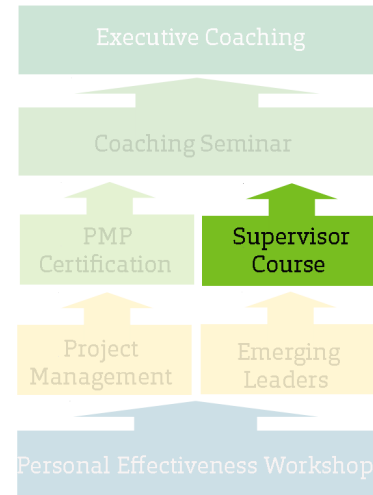 Executive Coaching
Coaching Seminar
PMP
Certification
Supervisor
Course
Project
Management
Emerging
Leaders
Personal Effectiveness Workshop